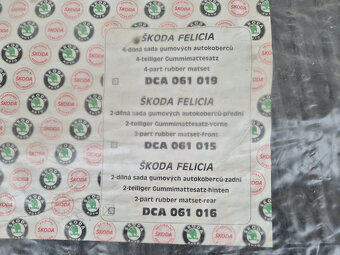 ŠKODA FELICIA
4-dílná sada gumových autokoberců
4-teiliger Gummimattesatz
4-part rubber matset
DCA 061 019
ŠKODA FELICIA
2-dílná sada gumových autokoberců-přední
2-teiliger Gummimattesatz-vorne
2-part rubber matset-front
DCA 061 015
ŠKODA FELICIA
2-dílná sada gumových autokoberců-zadní
2-teiliger Gummimattesatz-hinten
2-part rubber matset-rear
DCA 061 016
ŠKODA